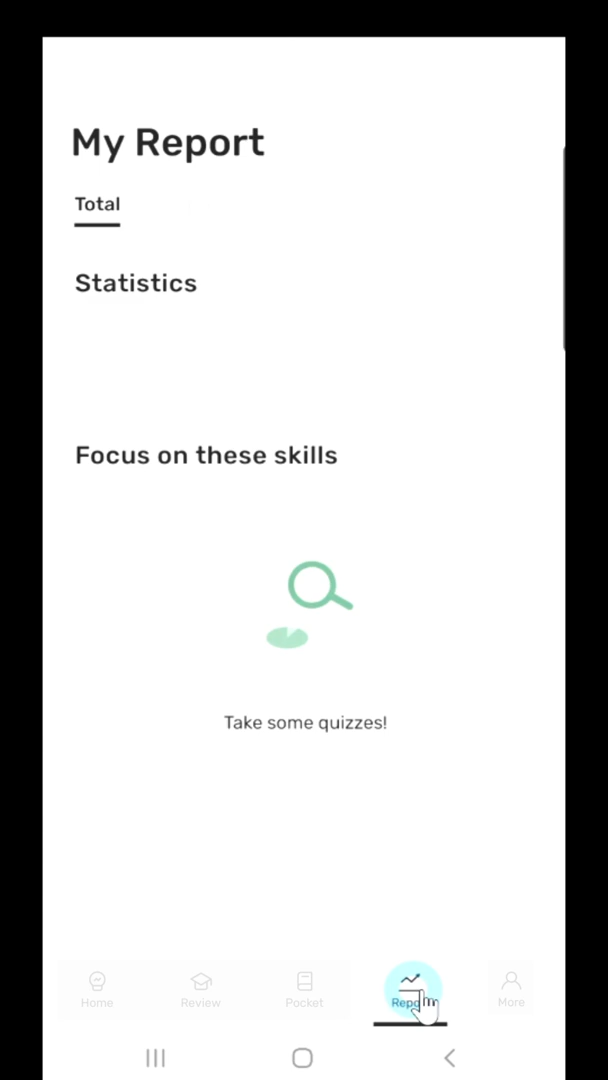 My Report
Total
Statistics
Focus on these skills
Take some quizzes!
Home
Review
Pocket
More